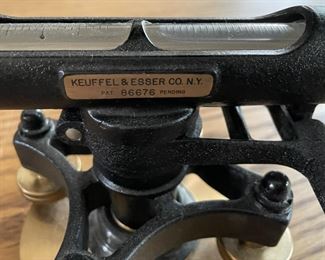 KEUFFEL & ESSER CO. N.Y.
PAT. 86676 PENDING